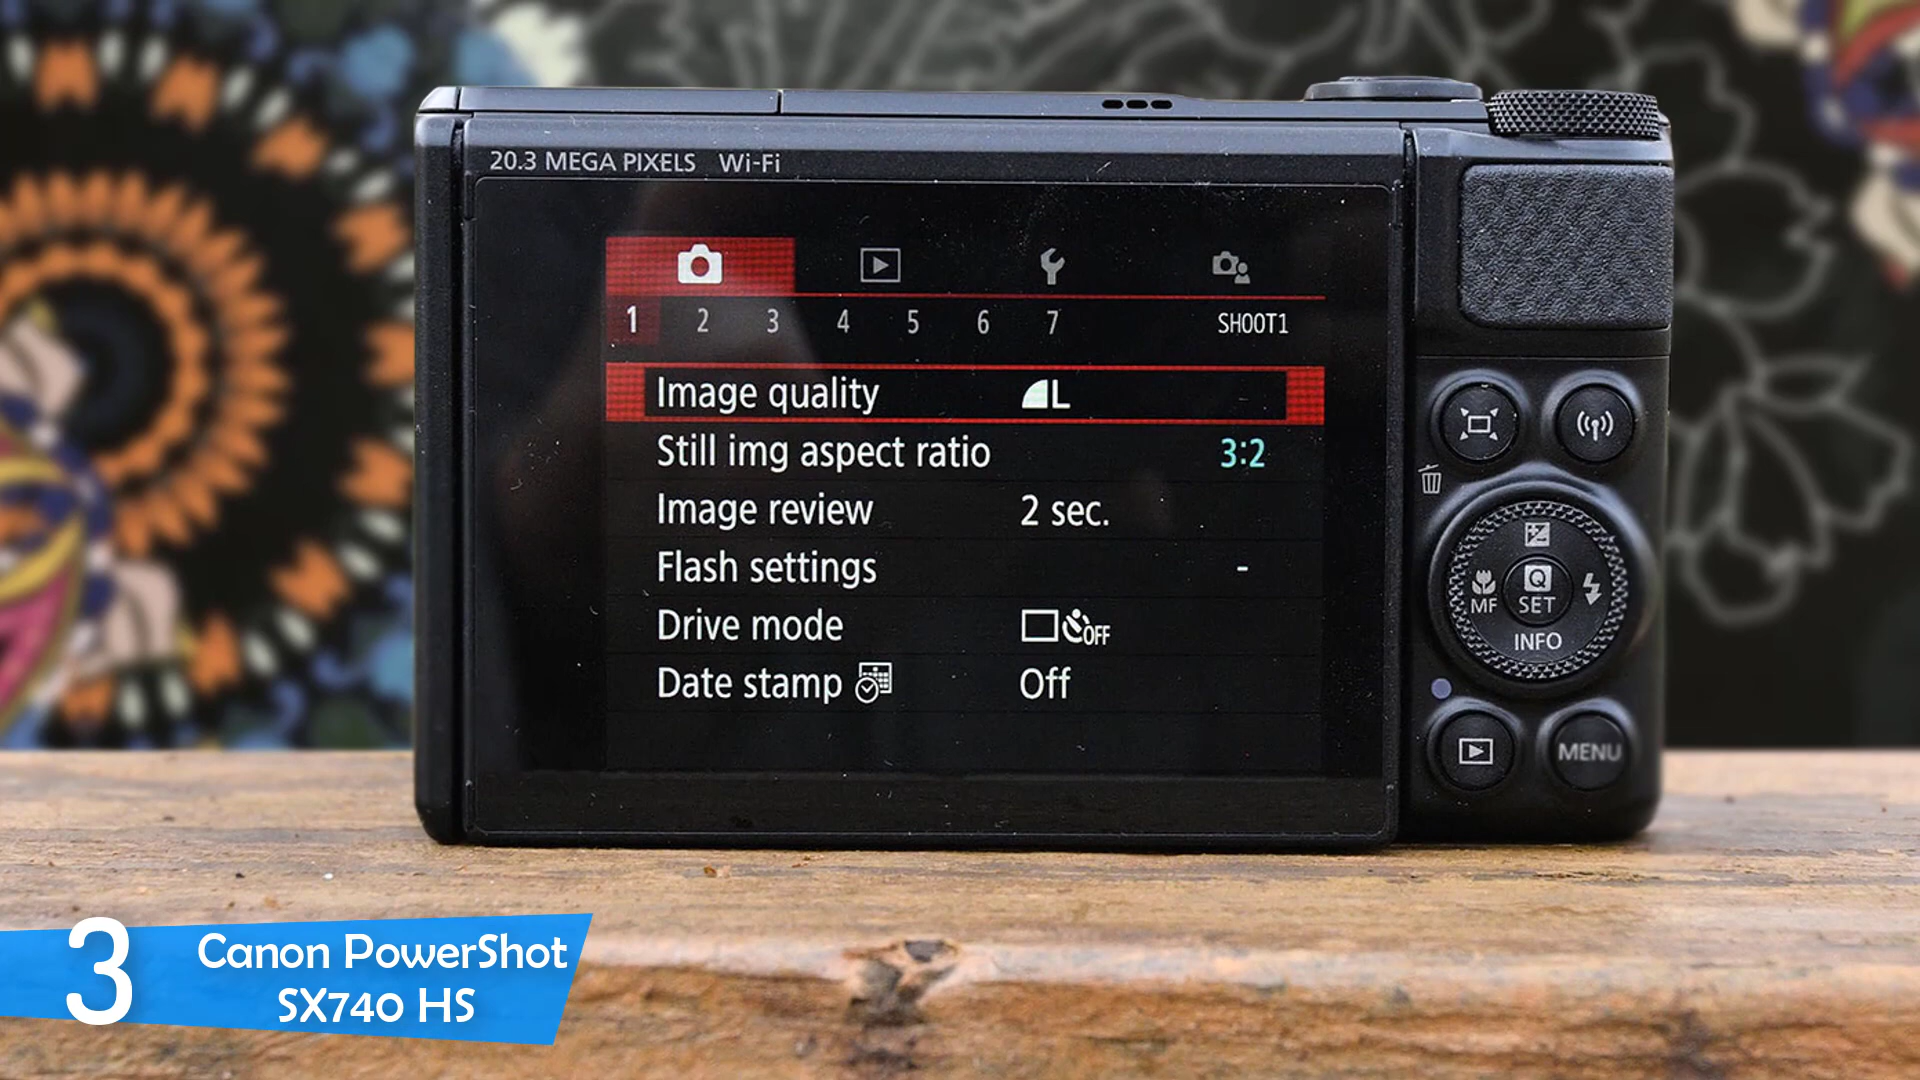 20.3 MEGA PIXELS Wi-Fi
1 2 3 4 5 6 7 SHOOT1
Image quality L
Still img aspect ratio 3:2
Image review 2 sec.
Flash settings -
Drive mode OFF
Date stamp Off
MF
Q
SET
INFO
MENU
3
Canon PowerShot
SX740 HS